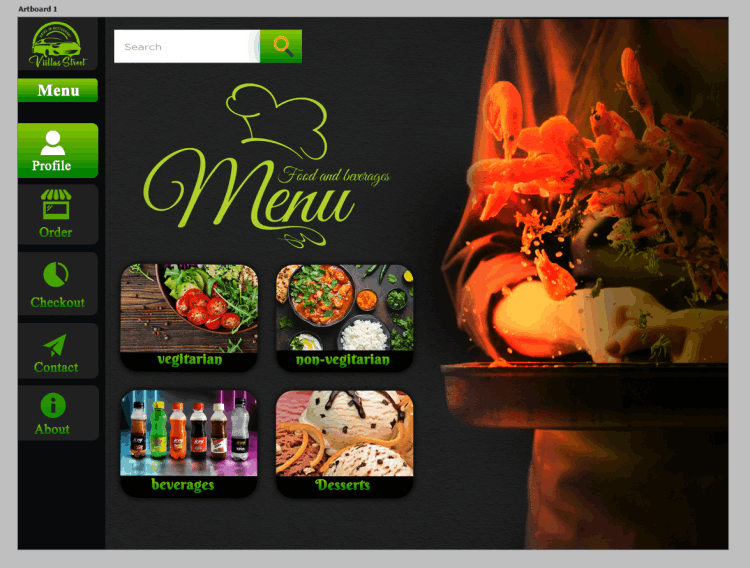 Artboard 1
Villas Street
Menu
Profile
Order
Checkout
Contact
About
Search
Food and beverages
Menu
vegitarian
non-vegitarian
beverages
Desserts